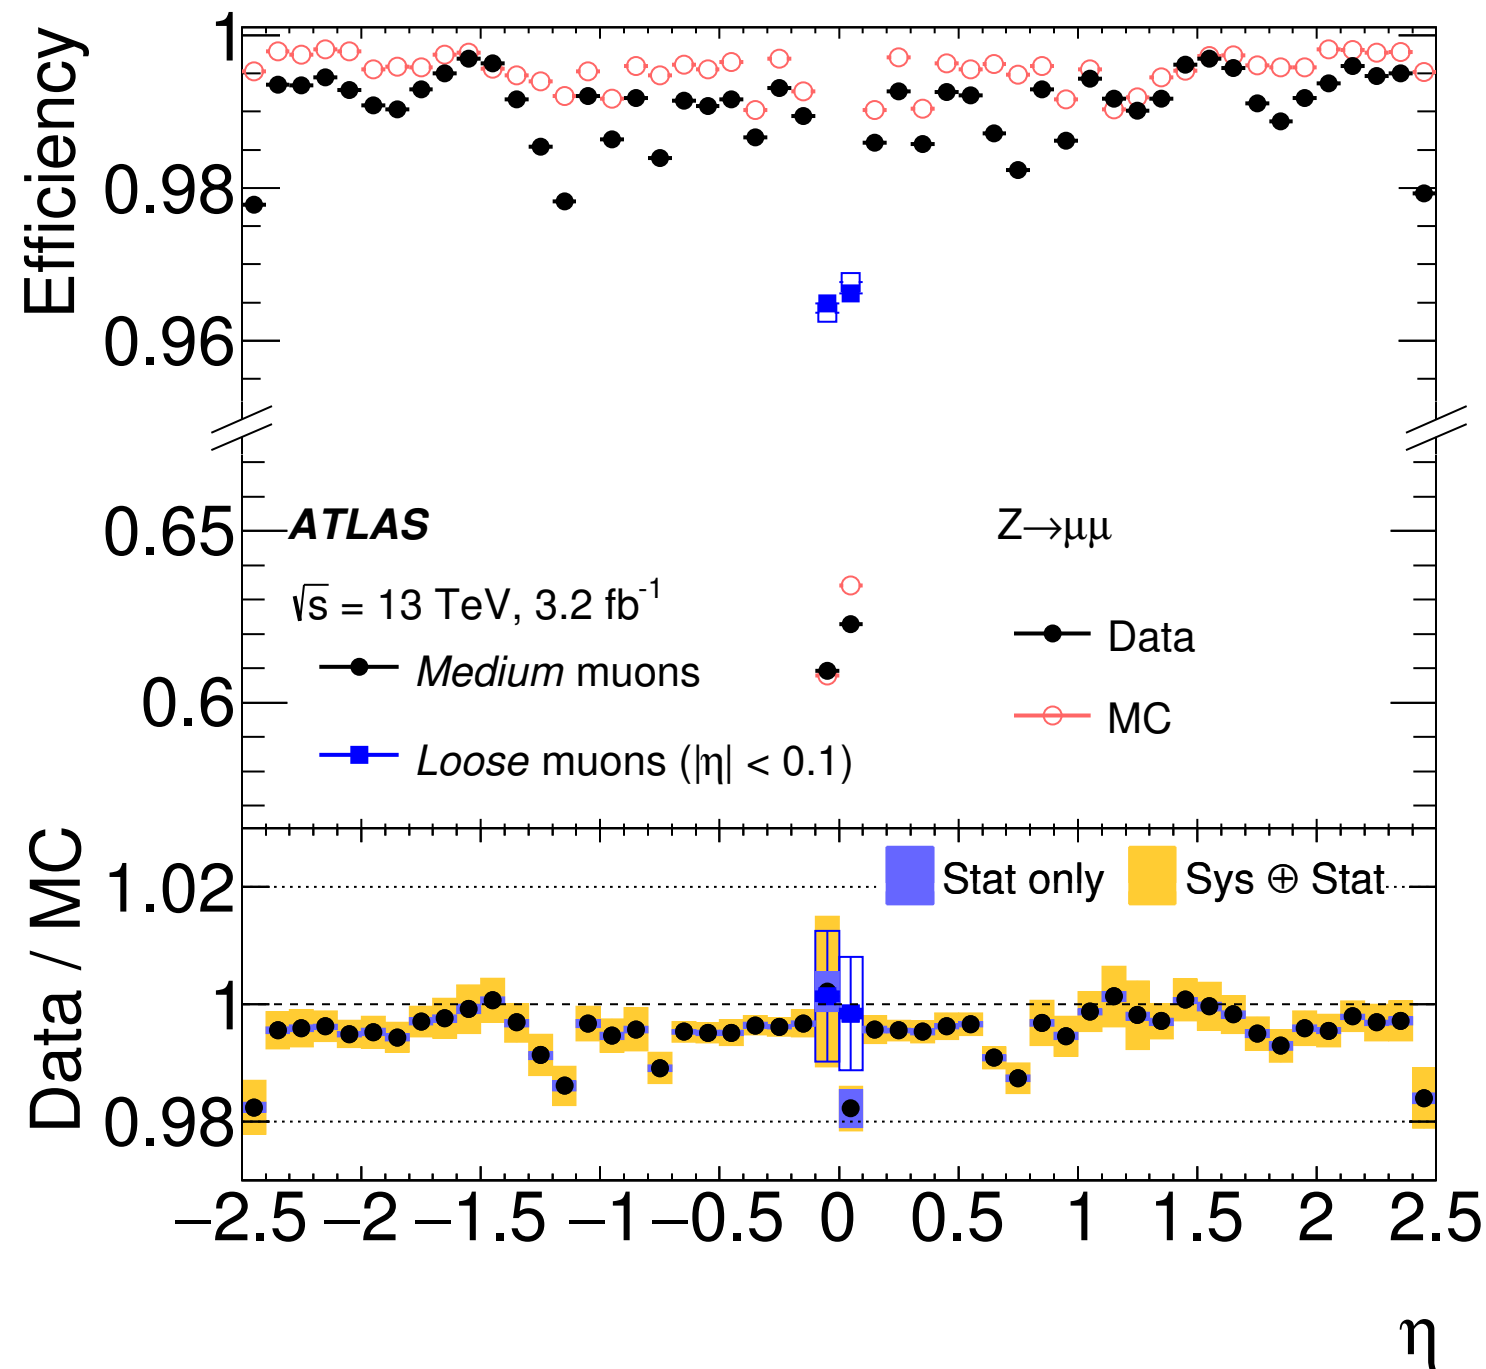 Efficiency
1
0.98
0.96
0.65
0.6
ATLAS
√s = 13 TeV, 3.2 fb⁻¹
Medium muons
Loose muons (|η| < 0.1)
Z→μμ
Data
MC
Data / MC
1.02
1
0.98
Stat only
Sys ⊕ Stat
−2.5 −2 −1.5 −1 −0.5 0 0.5 1 1.5 2 2.5
η